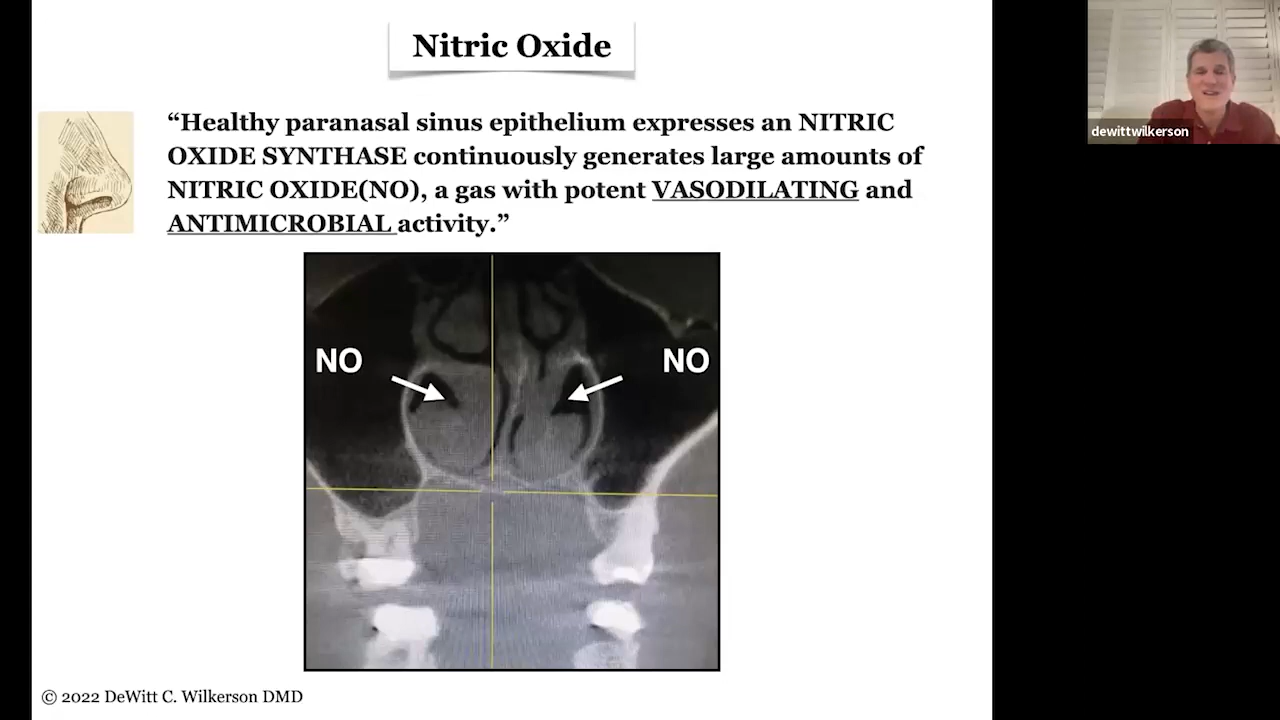 Nitric Oxide
“Healthy paranasal sinus epithelium expresses an NITRIC
OXIDE SYNTHASE continuously generates large amounts of
NITRIC OXIDE(NO), a gas with potent VASODILATING and
ANTIMICROBIAL activity.”
NO
NO
© 2022 DeWitt C. Wilkerson DMD
dewittwilkerson